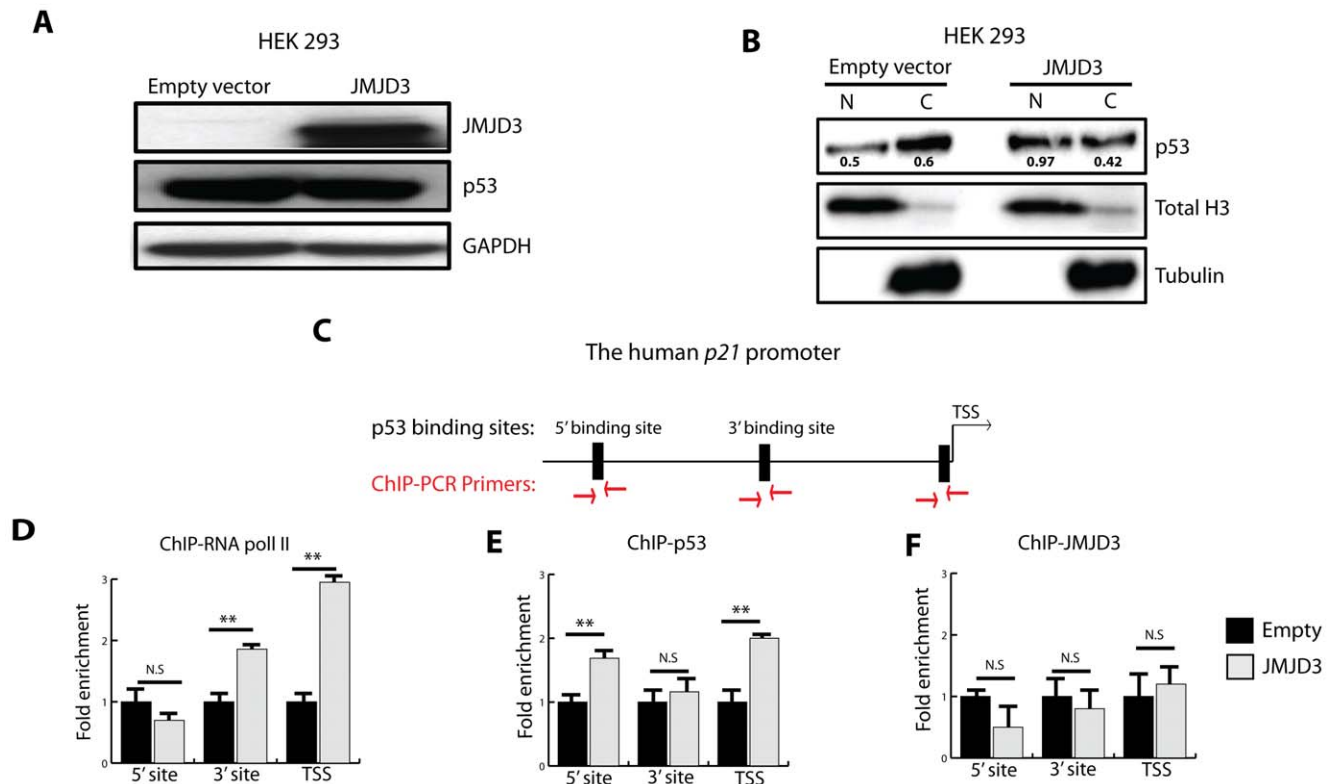 A
HEK 293
Empty vector JMJD3
JMJD3
p53
GAPDH
B
HEK 293
Empty vector JMJD3
N C N C
p53
0.5 0.6 0.97 0.42
Total H3
Tubulin
C
The human p21 promoter
TSS
p53 binding sites: 5' binding site 3' binding site
ChIP-PCR Primers:
D
ChIP-RNA poll II
Fold enrichment
3
2
1
0
N.S ** **
5' site 3' site TSS
E
ChIP-p53
Fold enrichment
3
2
1
0
** N.S **
5' site 3' site TSS
F
ChIP-JMJD3
Fold enrichment
3
2
1
0
N.S N.S N.S
5' site 3' site TSS
Empty
JMJD3